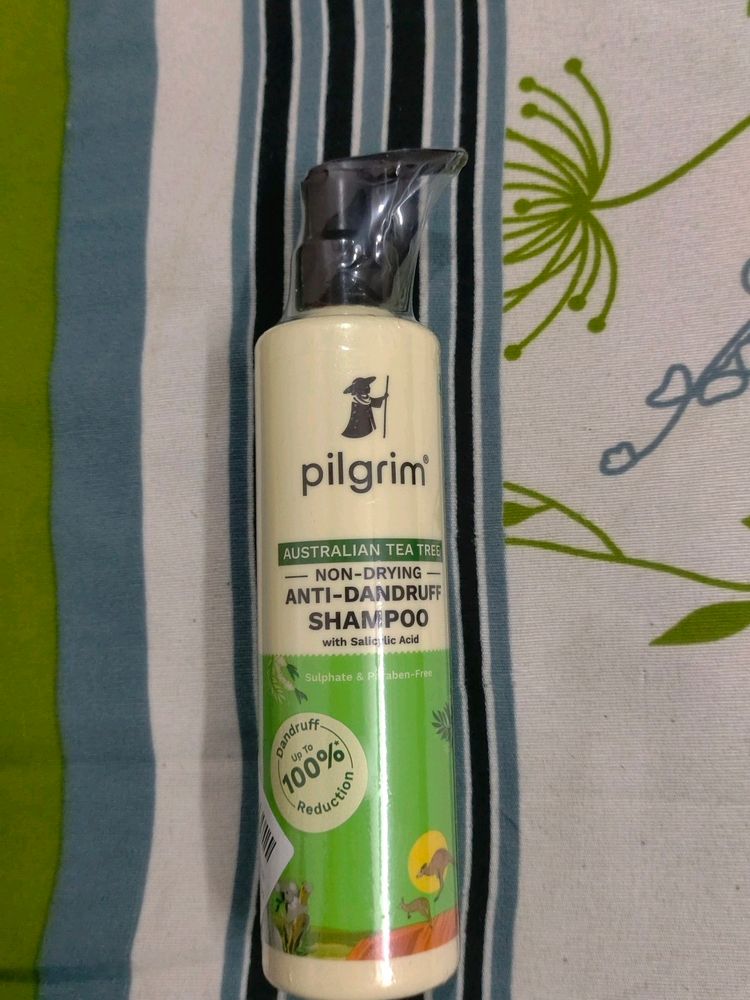 pilgrim®
AUSTRALIAN TEA TREE
NON-DRYING
ANTI-DANDRUFF
SHAMPOO
with Salicylic Acid
Sulphate & Paraben-Free
Dandruff
Up To
100%*
Reduction